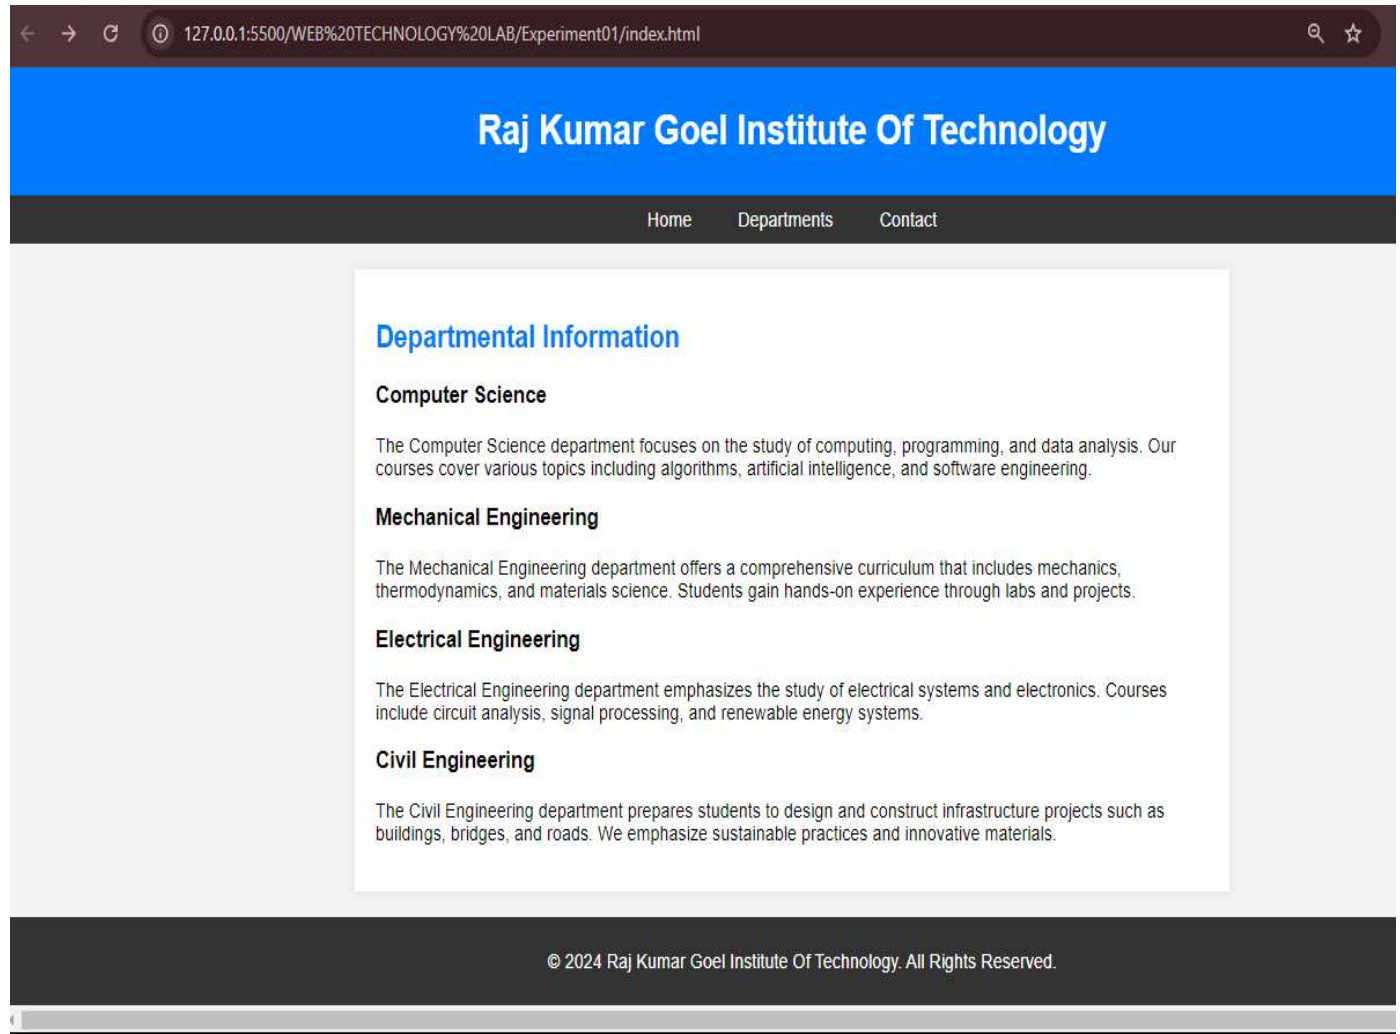 127.0.0.1:5500/WEB%20TECHNOLOGY%20LAB/Experiment01/index.html
Raj Kumar Goel Institute Of Technology
Home Departments Contact
Departmental Information
Computer Science
The Computer Science department focuses on the study of computing, programming, and data analysis. Our
courses cover various topics including algorithms, artificial intelligence, and software engineering.
Mechanical Engineering
The Mechanical Engineering department offers a comprehensive curriculum that includes mechanics,
thermodynamics, and materials science. Students gain hands-on experience through labs and projects.
Electrical Engineering
The Electrical Engineering department emphasizes the study of electrical systems and electronics. Courses
include circuit analysis, signal processing, and renewable energy systems.
Civil Engineering
The Civil Engineering department prepares students to design and construct infrastructure projects such as
buildings, bridges, and roads. We emphasize sustainable practices and innovative materials.
© 2024 Raj Kumar Goel Institute Of Technology. All Rights Reserved.